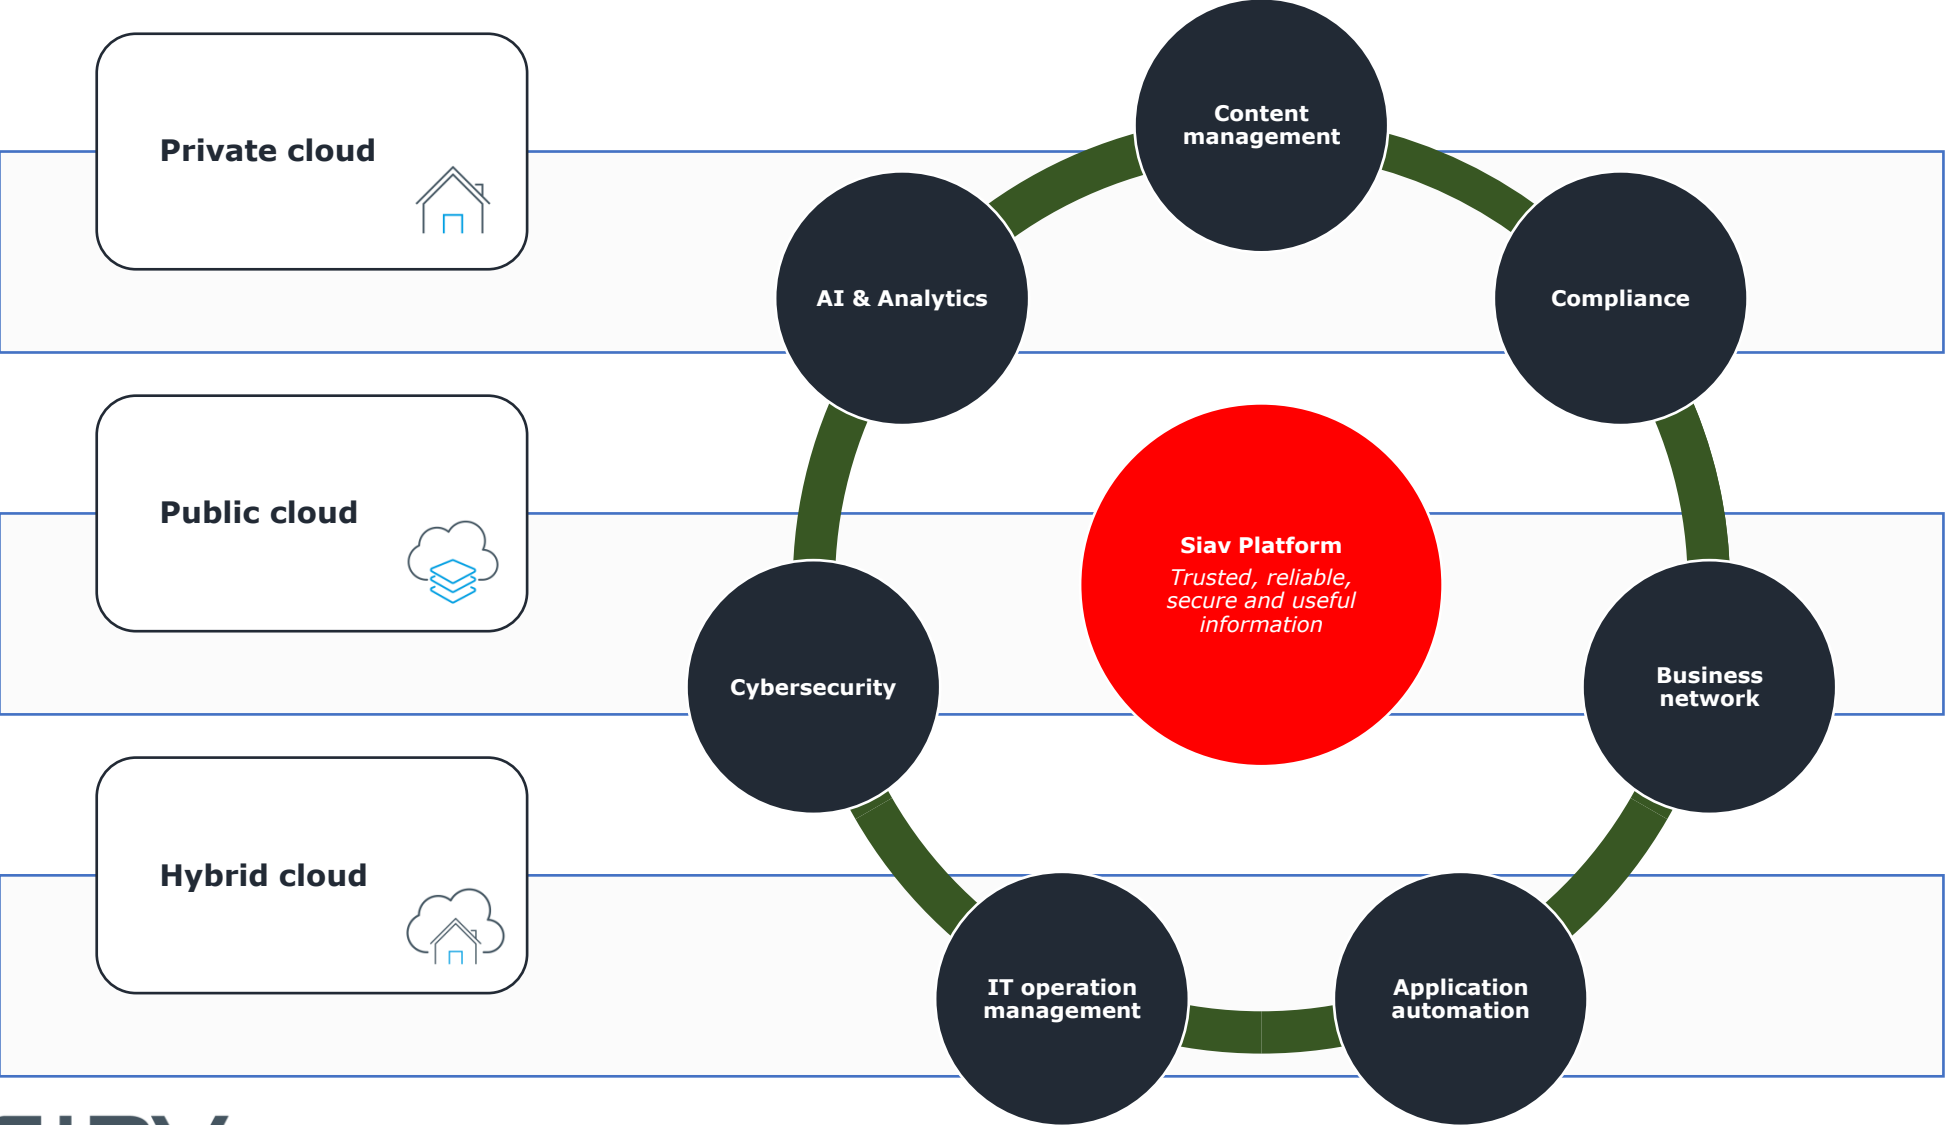 Private cloud
Public cloud
Hybrid cloud
Content
management
AI & Analytics
Compliance
Siav Platform
Trusted, reliable,
secure and useful
information
Cybersecurity
Business
network
IT operation
management
Application
automation